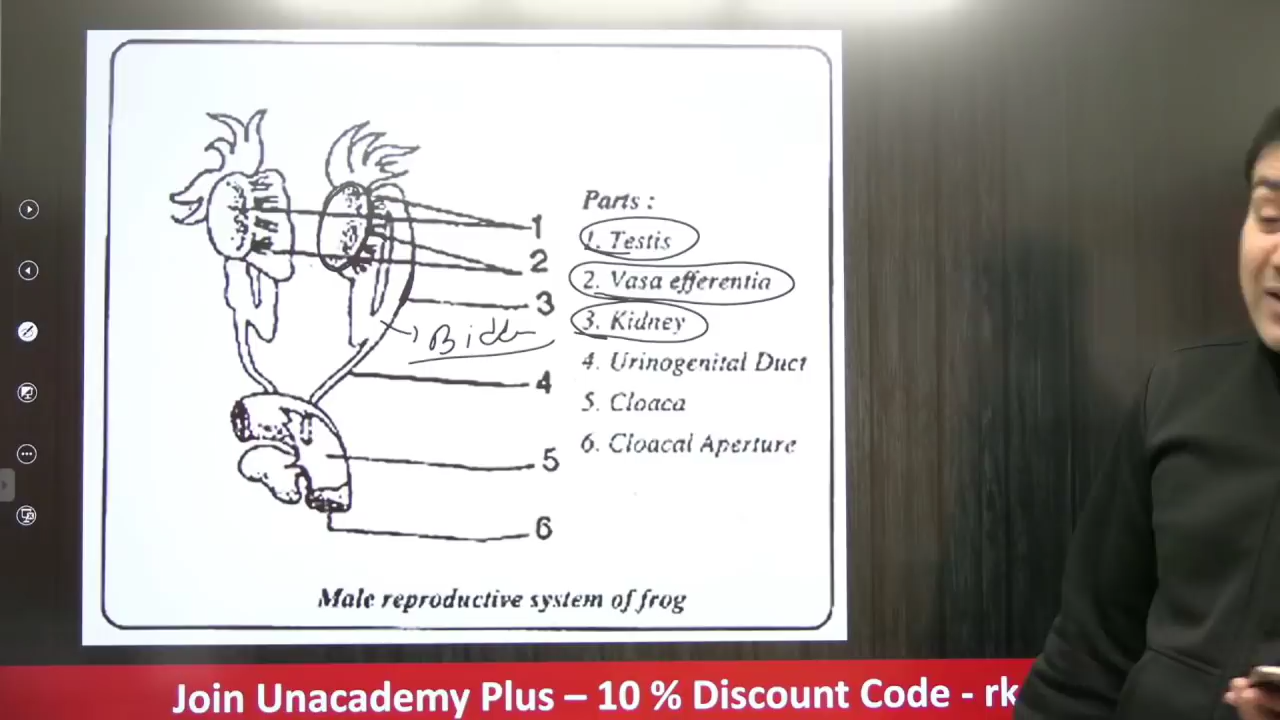 Parts :
1. Testis
2. Vasa efferentia
3. Kidney
4. Urinogenital Duct
5. Cloaca
6. Cloacal Aperture
1
2
3
4
5
6
Male reproductive system of frog
Join Unacademy Plus – 10 % Discount Code - rk